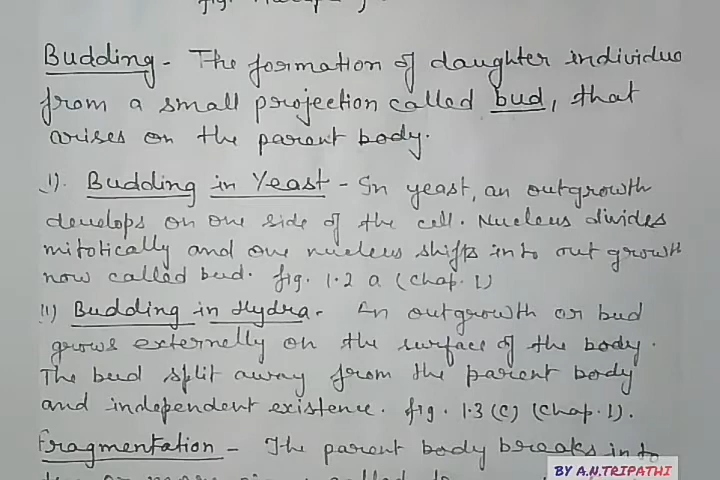 Budding - The formation of daughter individua
from a small projection called bud, that
arises on the parent body.
i). Budding in Yeast - In yeast, an outgrowth
develops on one side of the cell. Nucleus divides
mitotically and one nucleus shifts into out growth
now called bud. fig. 1.2 a (Chap. 1)
11) Budding in Hydra - An outgrowth or bud
grows externelly on the surface of the body.
The bud split away from the parent body
and independent existence. fig. 1.3 (C) (Chap. 1).
Fragmentation - The parent body breaks into
BY A.N.TRIPATHI